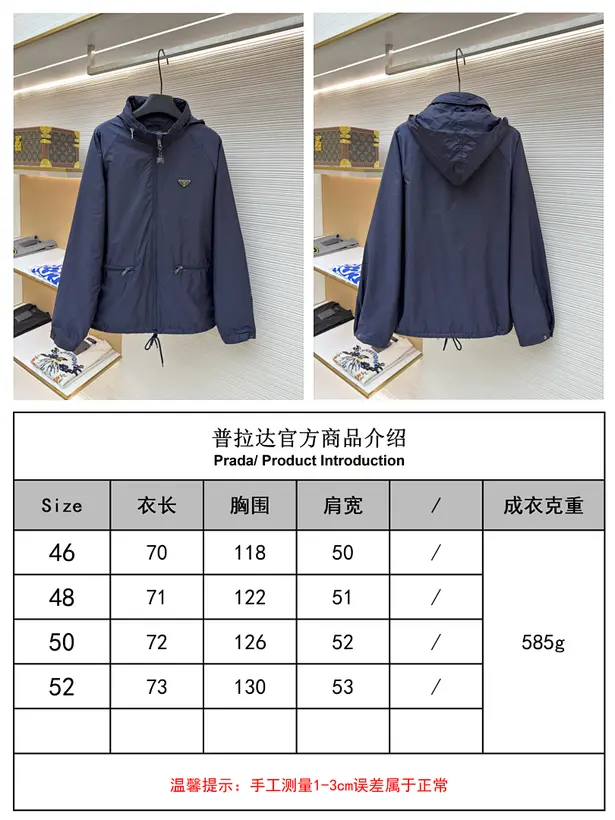 普拉达官方商品介绍
Prada/ Product Introduction
Size 衣长 胸围 肩宽 / 成衣克重
46 70 118 50 /
48 71 122 51 /
50 72 126 52 /
52 73 130 53 /
585g
温馨提示: 手工测量1-3cm误差属于正常